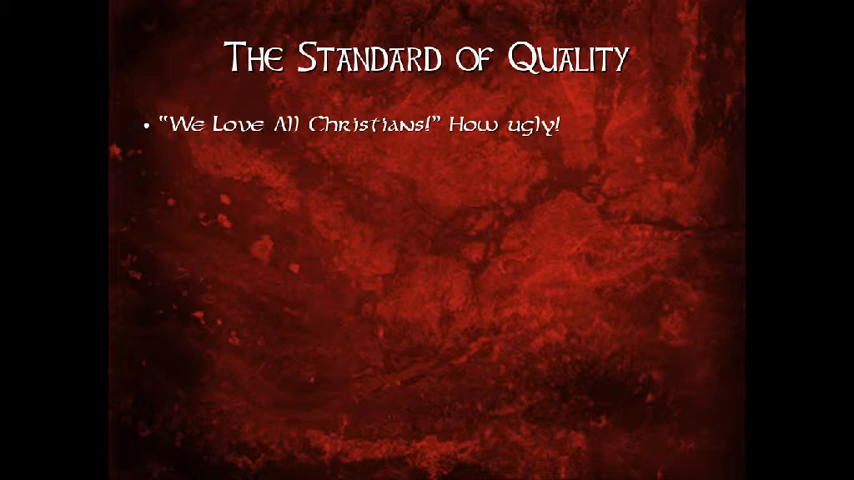 The Standard of Quality
• “We Love All Christians!” How ugly!